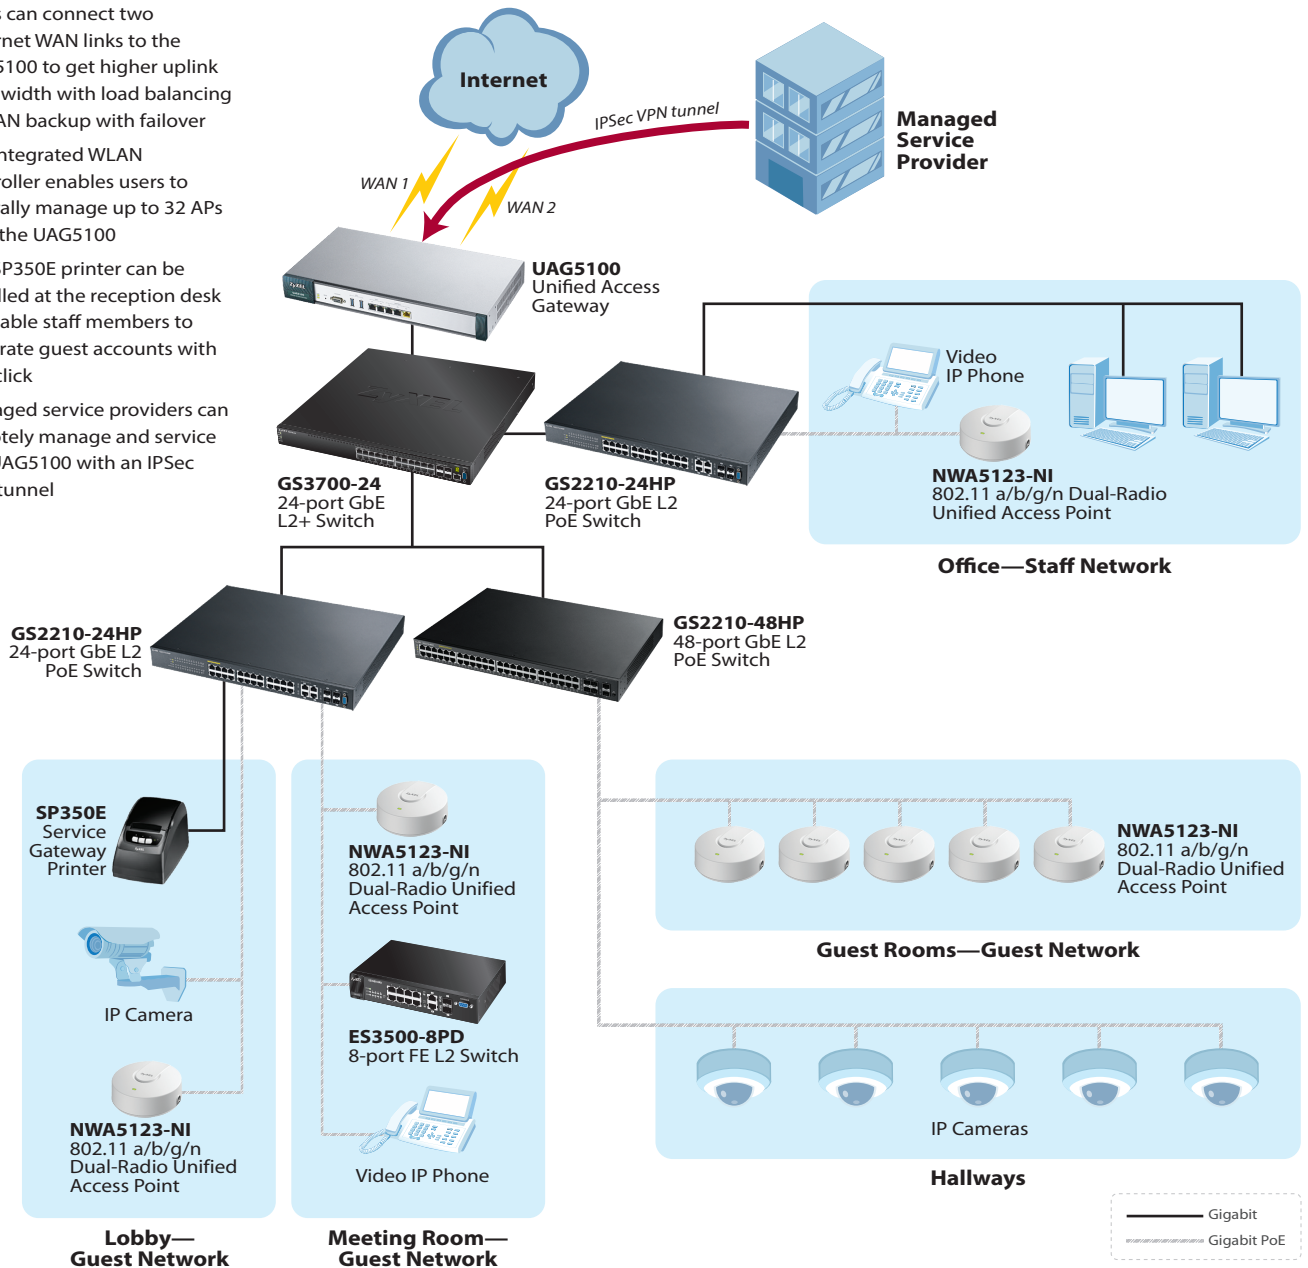 s can connect two
rnet WAN links to the
5100 to get higher uplink
width with load balancing
AN backup with failover
ntegrated WLAN
roller enables users to
rally manage up to 32 APs
the UAG5100
SP350E printer can be
lled at the reception desk
able staff members to
rate guest accounts with
click
naged service providers can
otely manage and service
UAG5100 with an IPSec
tunnel
Internet
IPSec VPN tunnel
Managed
Service
Provider
WAN 1
WAN 2
UAG5100
Unified Access
Gateway
ZyXEL
GS3700-24
24-port GbE
L2+ Switch
GS2210-24HP
24-port GbE L2
PoE Switch
Video
IP Phone
NWA5123-NI
802.11 a/b/g/n Dual-Radio
Unified Access Point
Office—Staff Network
GS2210-24HP
24-port GbE L2
PoE Switch
GS2210-48HP
48-port GbE L2
PoE Switch
SP350E
Service
Gateway
Printer
IP Camera
NWA5123-NI
802.11 a/b/g/n
Dual-Radio Unified
Access Point
Lobby—
Guest Network
NWA5123-NI
802.11 a/b/g/n
Dual-Radio Unified
Access Point
ES3500-8PD
8-port FE L2 Switch
Video IP Phone
Meeting Room—
Guest Network
NWA5123-NI
802.11 a/b/g/n
Dual-Radio Unified
Access Point
Guest Rooms—Guest Network
IP Cameras
Hallways
Gigabit
Gigabit PoE